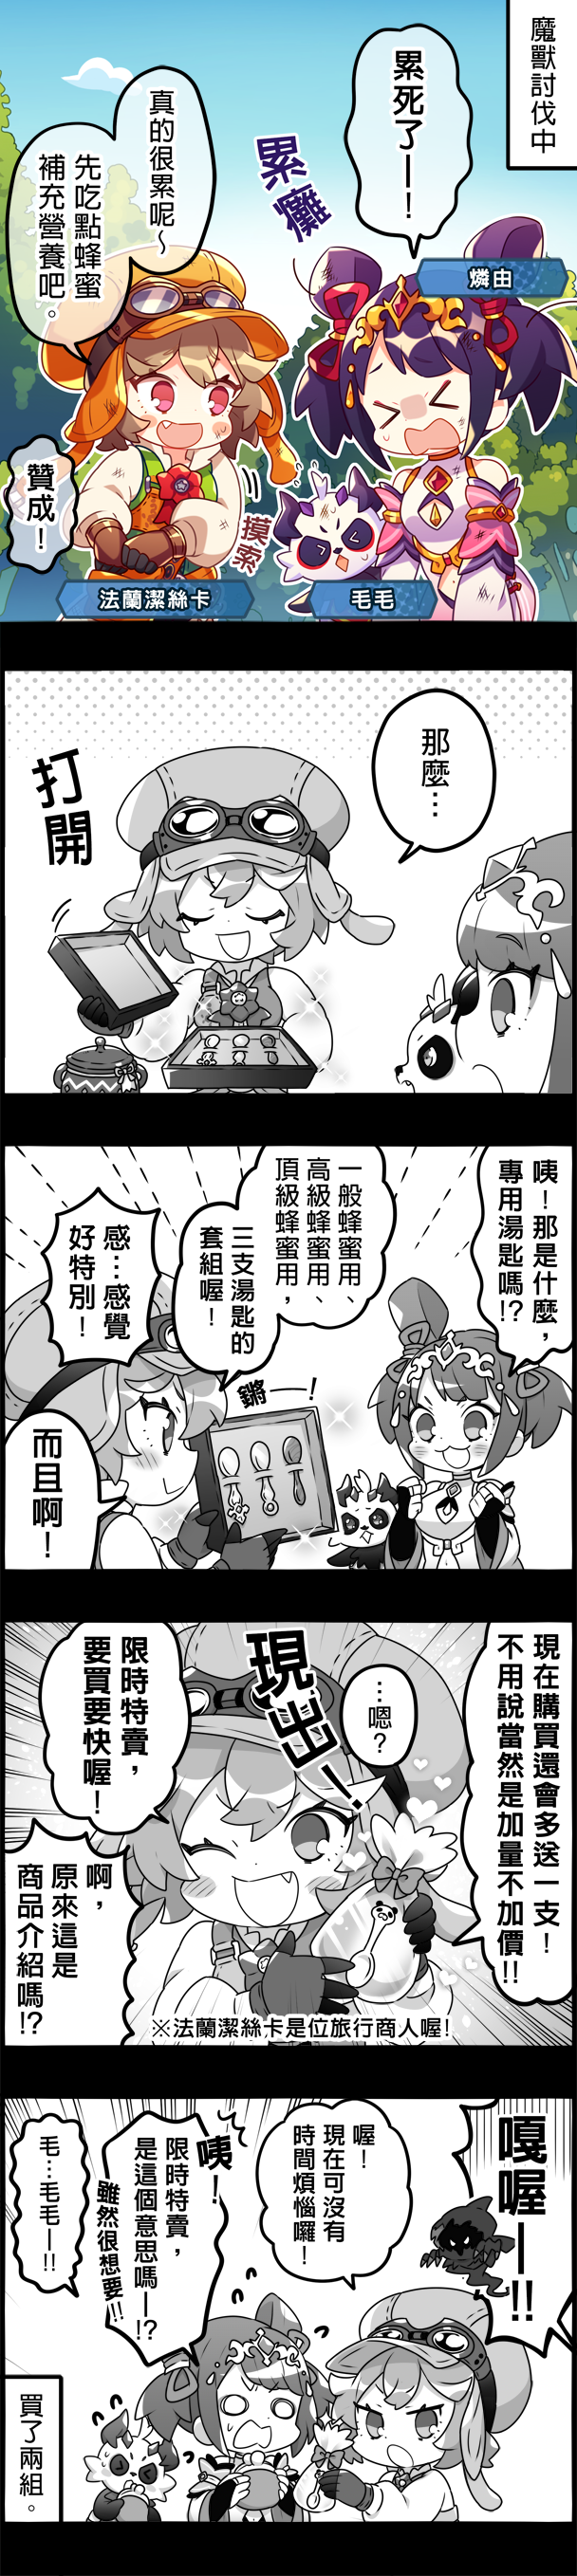 魔獸討伐中
累死了ー！
燐由
累癱
真的很累呢～
先吃點蜂蜜
補充營養吧。
贊成！
摸索
法蘭潔絲卡
毛毛
那麼…
打開
咦！那是什麼，
專用湯匙嗎!?
一般蜂蜜用、
高級蜂蜜用、
頂級蜂蜜用，
三支湯匙的
套組喔！
感…感覺
好特別！
鏘──！
而且啊！
現在購買還會多送一支！
不用說當然是加量不加價!!
…嗯？
現出！
限時特賣，
要買要快喔！
啊，
原來這是
商品介紹嗎!?
※法蘭潔絲卡是位旅行商人喔！
嘎喔ー!!
喔！
現在可沒有
時間煩惱囉！
咦！
限時特賣，
是這個意思嗎ー!?
雖然很想要!!
毛…毛毛ー!!
買了兩組。